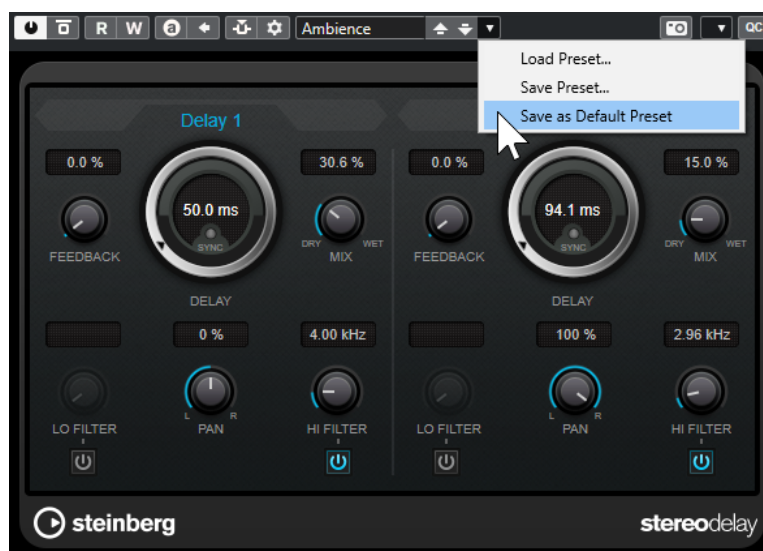 R W a Ambience QC
Load Preset...
Save Preset...
Save as Default Preset
Delay 1
0.0 % 30.6 % 0.0 % 15.0 %
50.0 ms 94.1 ms
SYNC SYNC
DRY WET DRY WET
FEEDBACK MIX FEEDBACK MIX
DELAY DELAY
0 % 4.00 kHz 100 % 2.96 kHz
L R L R
LO FILTER PAN HI FILTER LO FILTER PAN HI FILTER
steinberg stereodelay